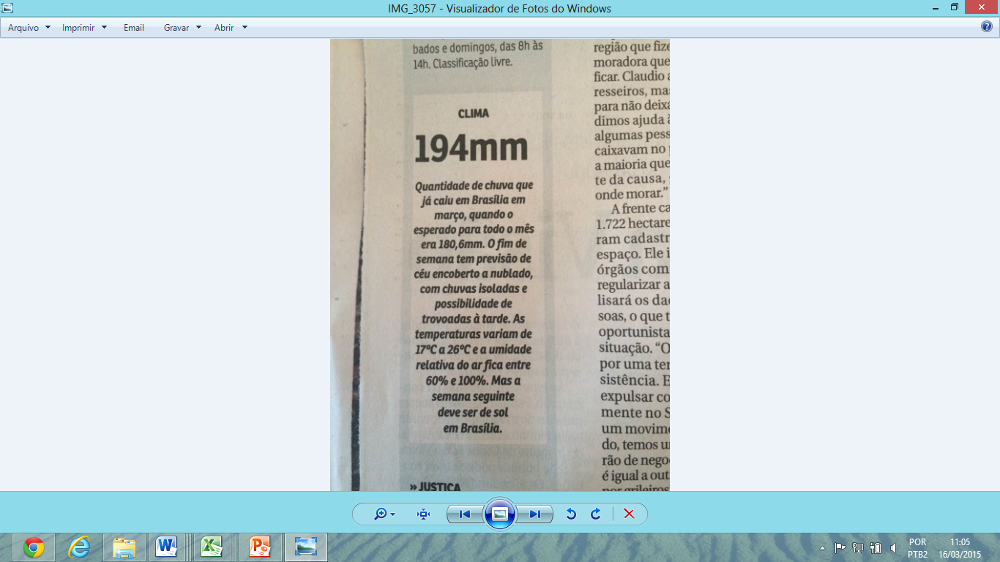 IMG_3057 - Visualizador de Fotos do Windows
Arquivo Imprimir Email Gravar Abrir
bados e domingos, das 8h às
14h. Classificação livre.
CLIMA
194mm
Quantidade de chuva que
já caiu em Brasília em
março, quando o
esperado para todo o mês
era 180,6mm. O fim de
semana tem previsão de
céu encoberto a nublado,
com chuvas isoladas e
possibilidade de
trovoadas à tarde. As
temperaturas variam de
17ºC a 26ºC e a umidade
relativa do ar fica entre
60% e 100%. Mas a
semana seguinte
deve ser de sol
em Brasília.
» JUSTIÇA
região que fize
moradora que
ficar. Claudio a
resseiros, mas
para não deixa
dimos ajuda
algumas pess
caixavam no
a maioria que
te da causa,
onde morar.”
A frente ca
1.722 hectare
ram cadastr
espaço. Ele i
órgãos com
regularizar a
lisará os da
soas, o que t
oportunista
situação. “O
por uma ter
sistência. E
expulsar co
mente no S
um movime
do, temos u
rão de nego
é igual a out
por grileiros
POR
PTB2
11:05
16/03/2015